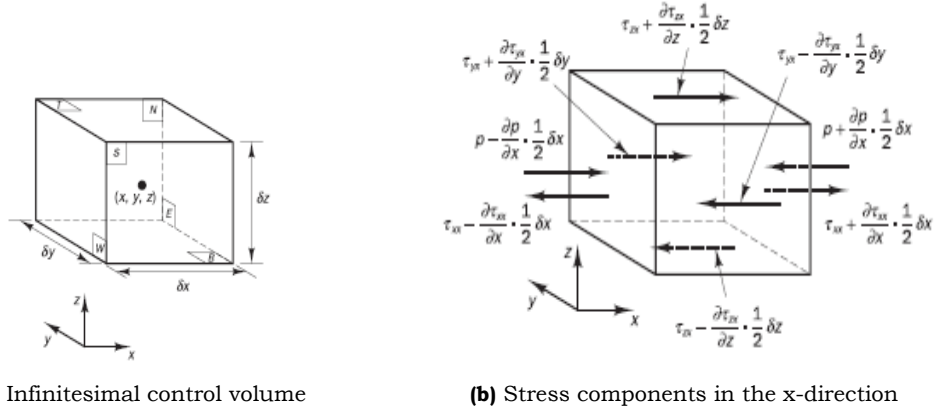 T
N
S
(x, y, z)
E
W
B
δz
δy
δx
z
y
x
Infinitesimal control volume
τzx + ∂τzx/∂z · 1/2 δz
τyx + ∂τyx/∂y · 1/2 δy
τyx − ∂τyx/∂y · 1/2 δy
p − ∂p/∂x · 1/2 δx
p + ∂p/∂x · 1/2 δx
τxx − ∂τxx/∂x · 1/2 δx
τxx + ∂τxx/∂x · 1/2 δx
z
y
x
τzx − ∂τzx/∂z · 1/2 δz
(b) Stress components in the x-direction